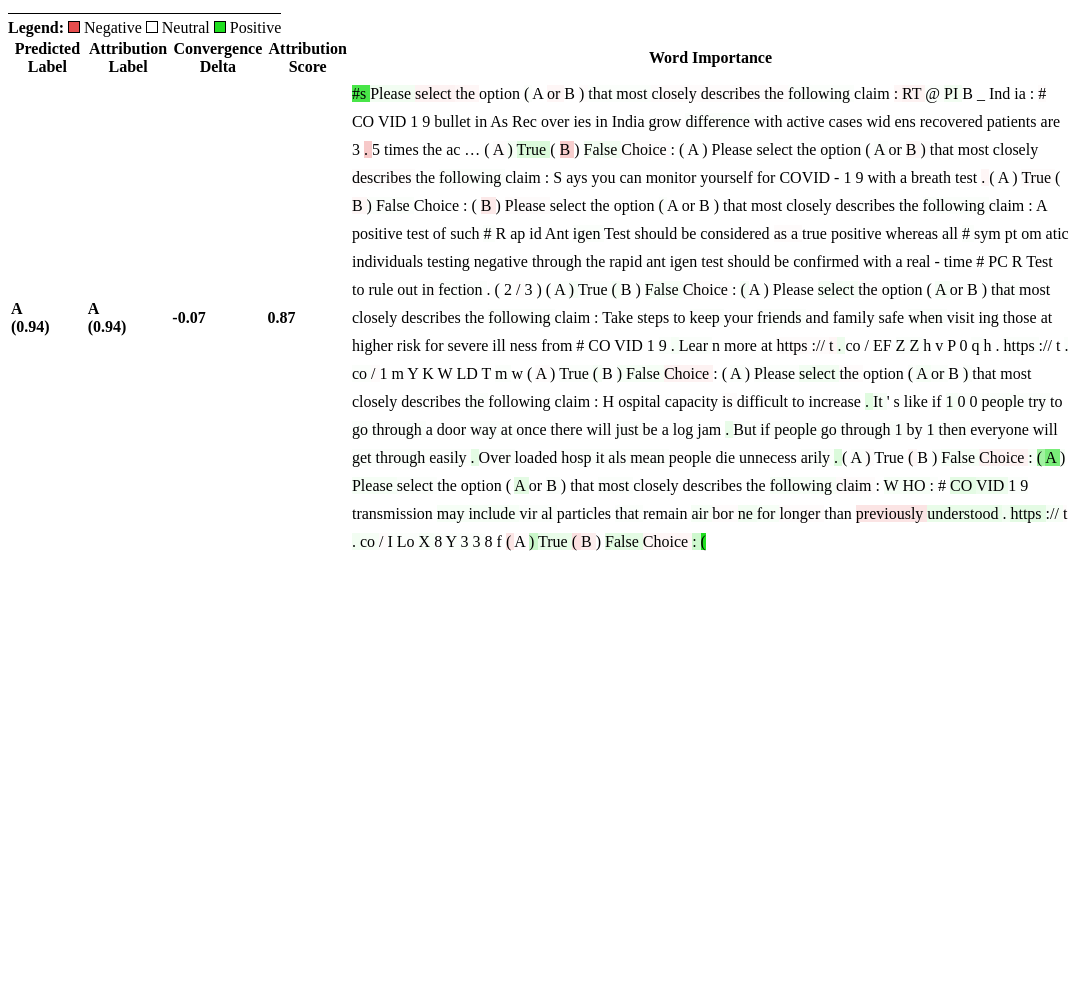 Legend: Negative Neutral Positive
Predicted Label Attribution Label Convergence Delta Attribution Score Word Importance
A (0.94) A (0.94) -0.07 0.87
#s Please select the option ( A or B ) that most closely describes the following claim : RT @ PI B _ Ind ia : #
CO VID 1 9 bullet in As Rec over ies in India grow difference with active cases wid ens recovered patients are
3 . 5 times the ac … ( A ) True ( B ) False Choice : ( A ) Please select the option ( A or B ) that most closely
describes the following claim : S ays you can monitor yourself for COVID - 1 9 with a breath test . ( A ) True (
B ) False Choice : ( B ) Please select the option ( A or B ) that most closely describes the following claim : A
positive test of such # R ap id Ant igen Test should be considered as a true positive whereas all # sym pt om atic
individuals testing negative through the rapid ant igen test should be confirmed with a real - time # PC R Test
to rule out in fection . ( 2 / 3 ) ( A ) True ( B ) False Choice : ( A ) Please select the option ( A or B ) that most
closely describes the following claim : Take steps to keep your friends and family safe when visit ing those at
higher risk for severe ill ness from # CO VID 1 9 . Lear n more at https :// t . co / EF Z Z h v P 0 q h . https :// t .
co / 1 m Y K W LD T m w ( A ) True ( B ) False Choice : ( A ) Please select the option ( A or B ) that most
closely describes the following claim : H ospital capacity is difficult to increase . It ' s like if 1 0 0 people try to
go through a door way at once there will just be a log jam . But if people go through 1 by 1 then everyone will
get through easily . Over loaded hosp it als mean people die unnecess arily . ( A ) True ( B ) False Choice : ( A )
Please select the option ( A or B ) that most closely describes the following claim : W HO : # CO VID 1 9
transmission may include vir al particles that remain air bor ne for longer than previously understood . https :// t
. co / I Lo X 8 Y 3 3 8 f ( A ) True ( B ) False Choice : (